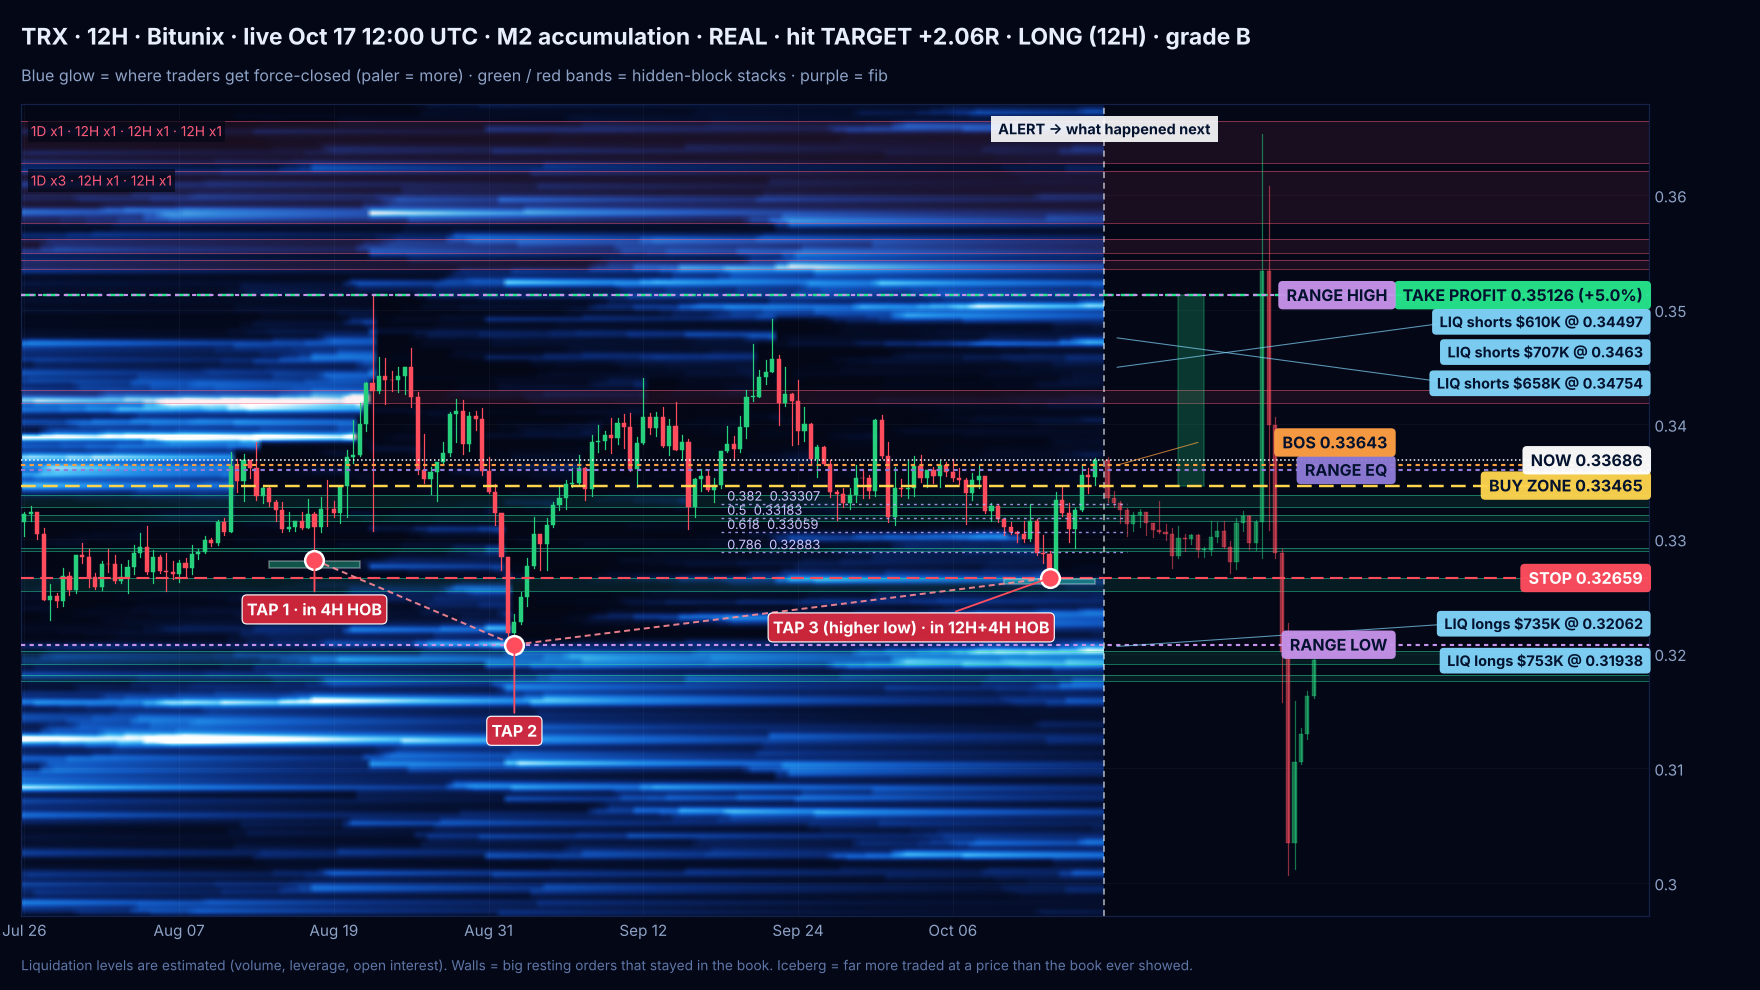 TRX · 12H · Bitunix · live Oct 17 12:00 UTC · M2 accumulation · REAL · hit TARGET +2.06R · LONG (12H) · grade B
Blue glow = where traders get force-closed (paler = more) · green / red bands = hidden-block stacks · purple = fib
ALERT → what happened next
1D x1 · 12H x1 · 12H x1 · 12H x1
1D x3 · 12H x1 · 12H x1
0.36
RANGE HIGH
TAKE PROFIT 0.35126 (+5.0%)
0.35
LIQ shorts $610K @ 0.34497
LIQ shorts $707K @ 0.3463
LIQ shorts $658K @ 0.34754
0.34
BOS 0.33643
NOW 0.33686
RANGE EQ
BUY ZONE 0.33465
0.382 0.33307
0.5 0.33183
0.618 0.33059
0.786 0.32883
0.33
STOP 0.32659
TAP 1 · in 4H HOB
TAP 3 (higher low) · in 12H+4H HOB
LIQ longs $735K @ 0.32062
RANGE LOW
0.32
LIQ longs $753K @ 0.31938
TAP 2
0.31
0.3
Jul 26
Aug 07
Aug 19
Aug 31
Sep 12
Sep 24
Oct 06
Liquidation levels are estimated (volume, leverage, open interest). Walls = big resting orders that stayed in the book. Iceberg = far more traded at a price than the book ever showed.